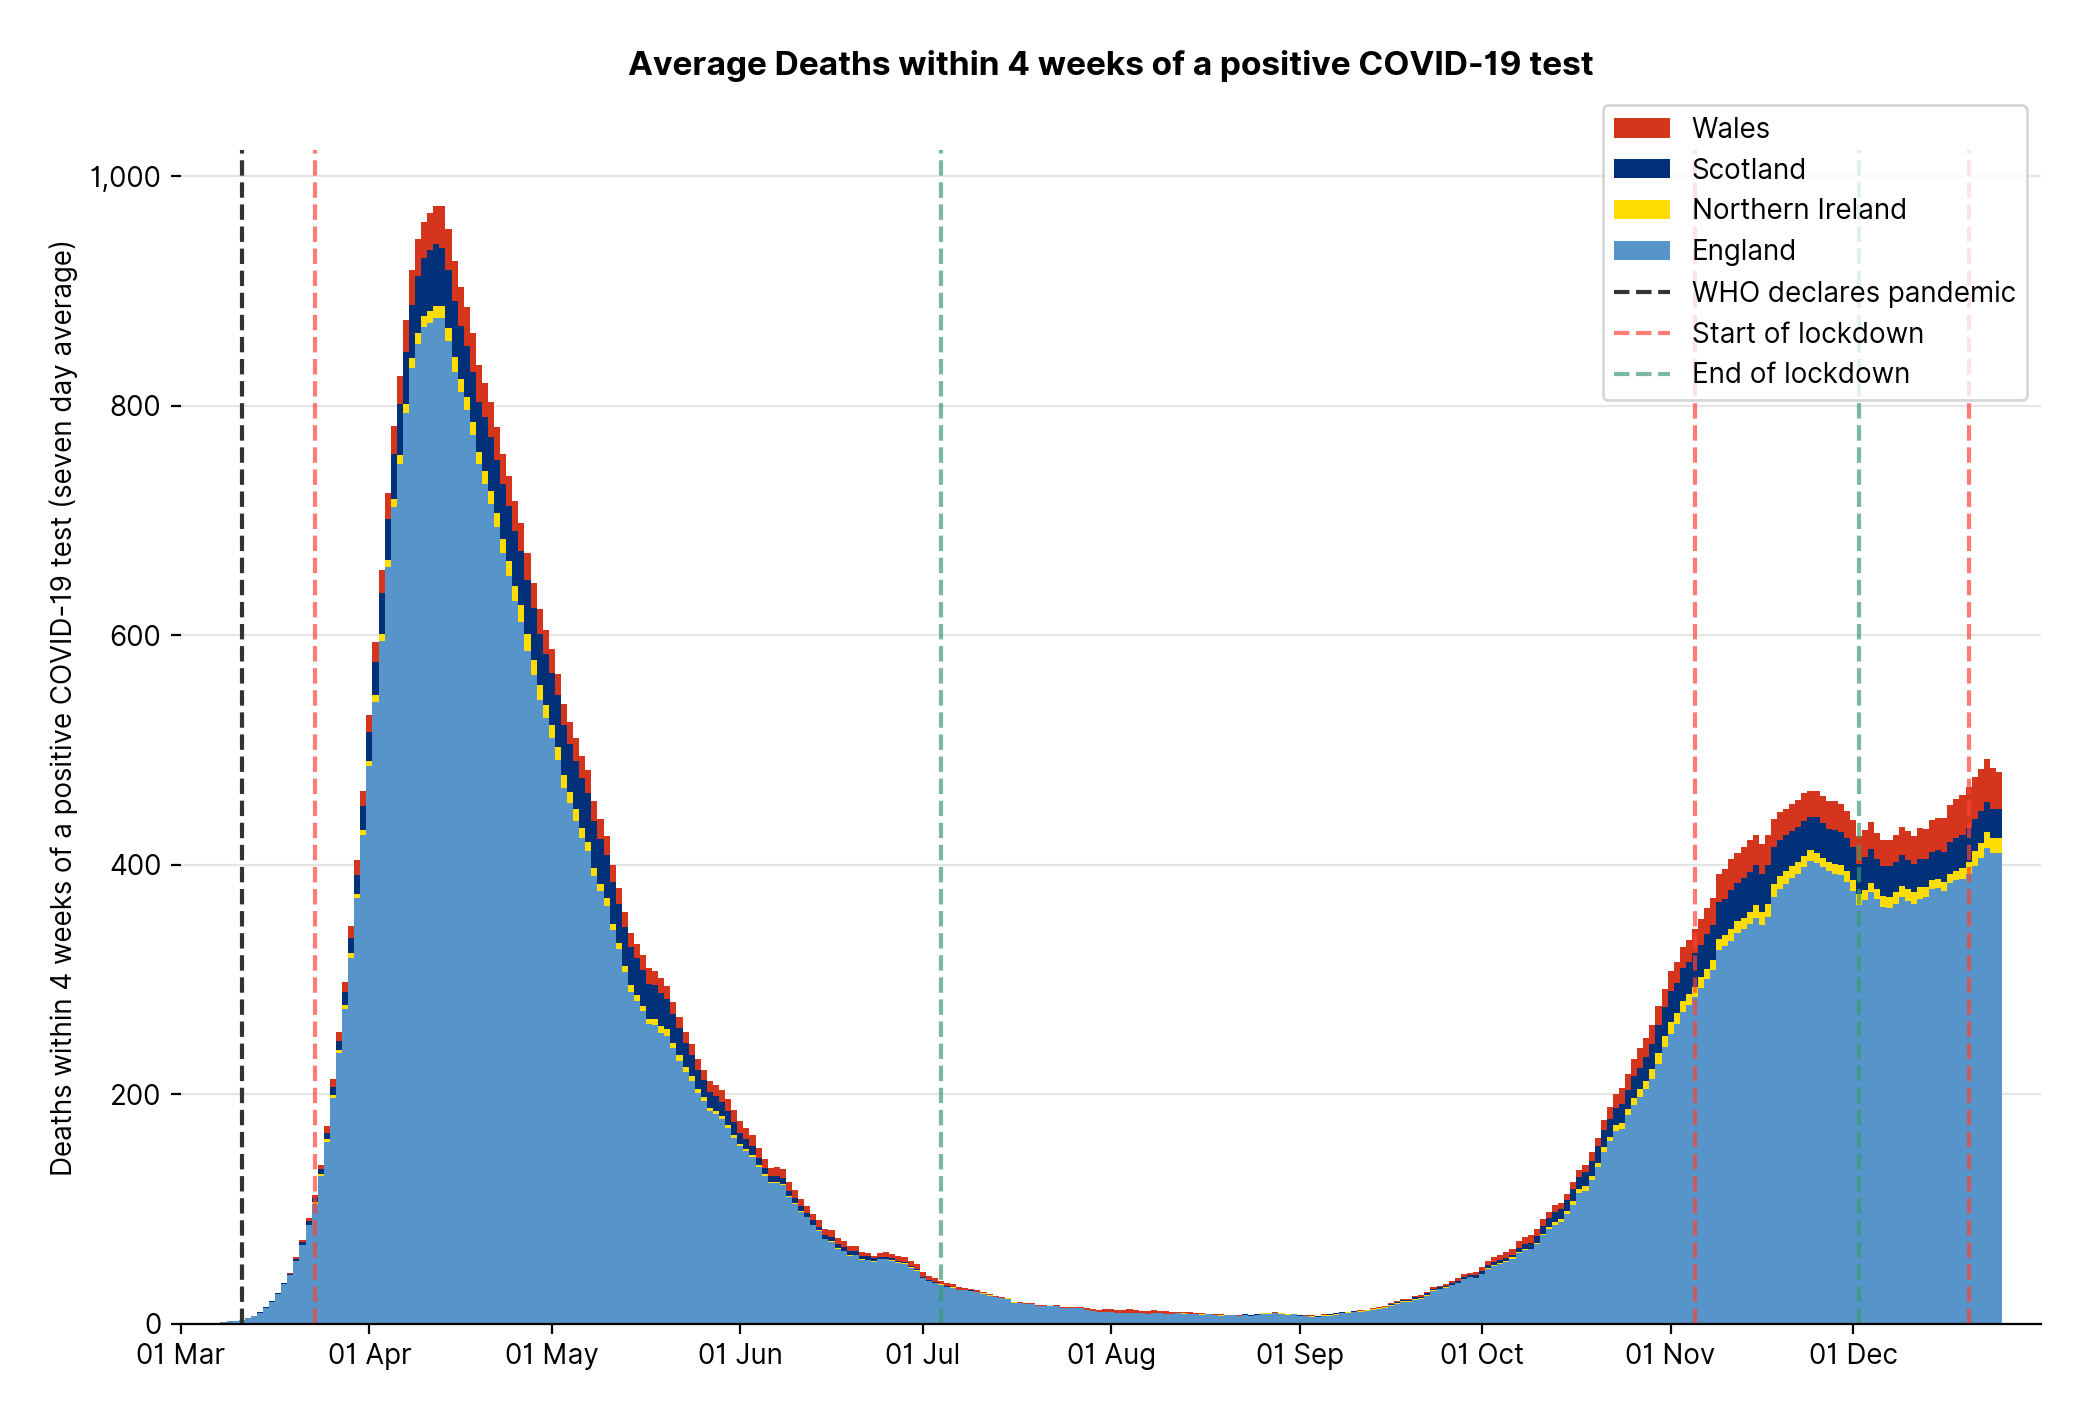 Average Deaths within 4 weeks of a positive COVID-19 test
Wales
Scotland
Northern Ireland
England
WHO declares pandemic
Start of lockdown
End of lockdown
Deaths within 4 weeks of a positive COVID-19 test (seven day average)
1,000
800
600
400
200
0
01 Mar
01 Apr
01 May
01 Jun
01 Jul
01 Aug
01 Sep
01 Oct
01 Nov
01 Dec